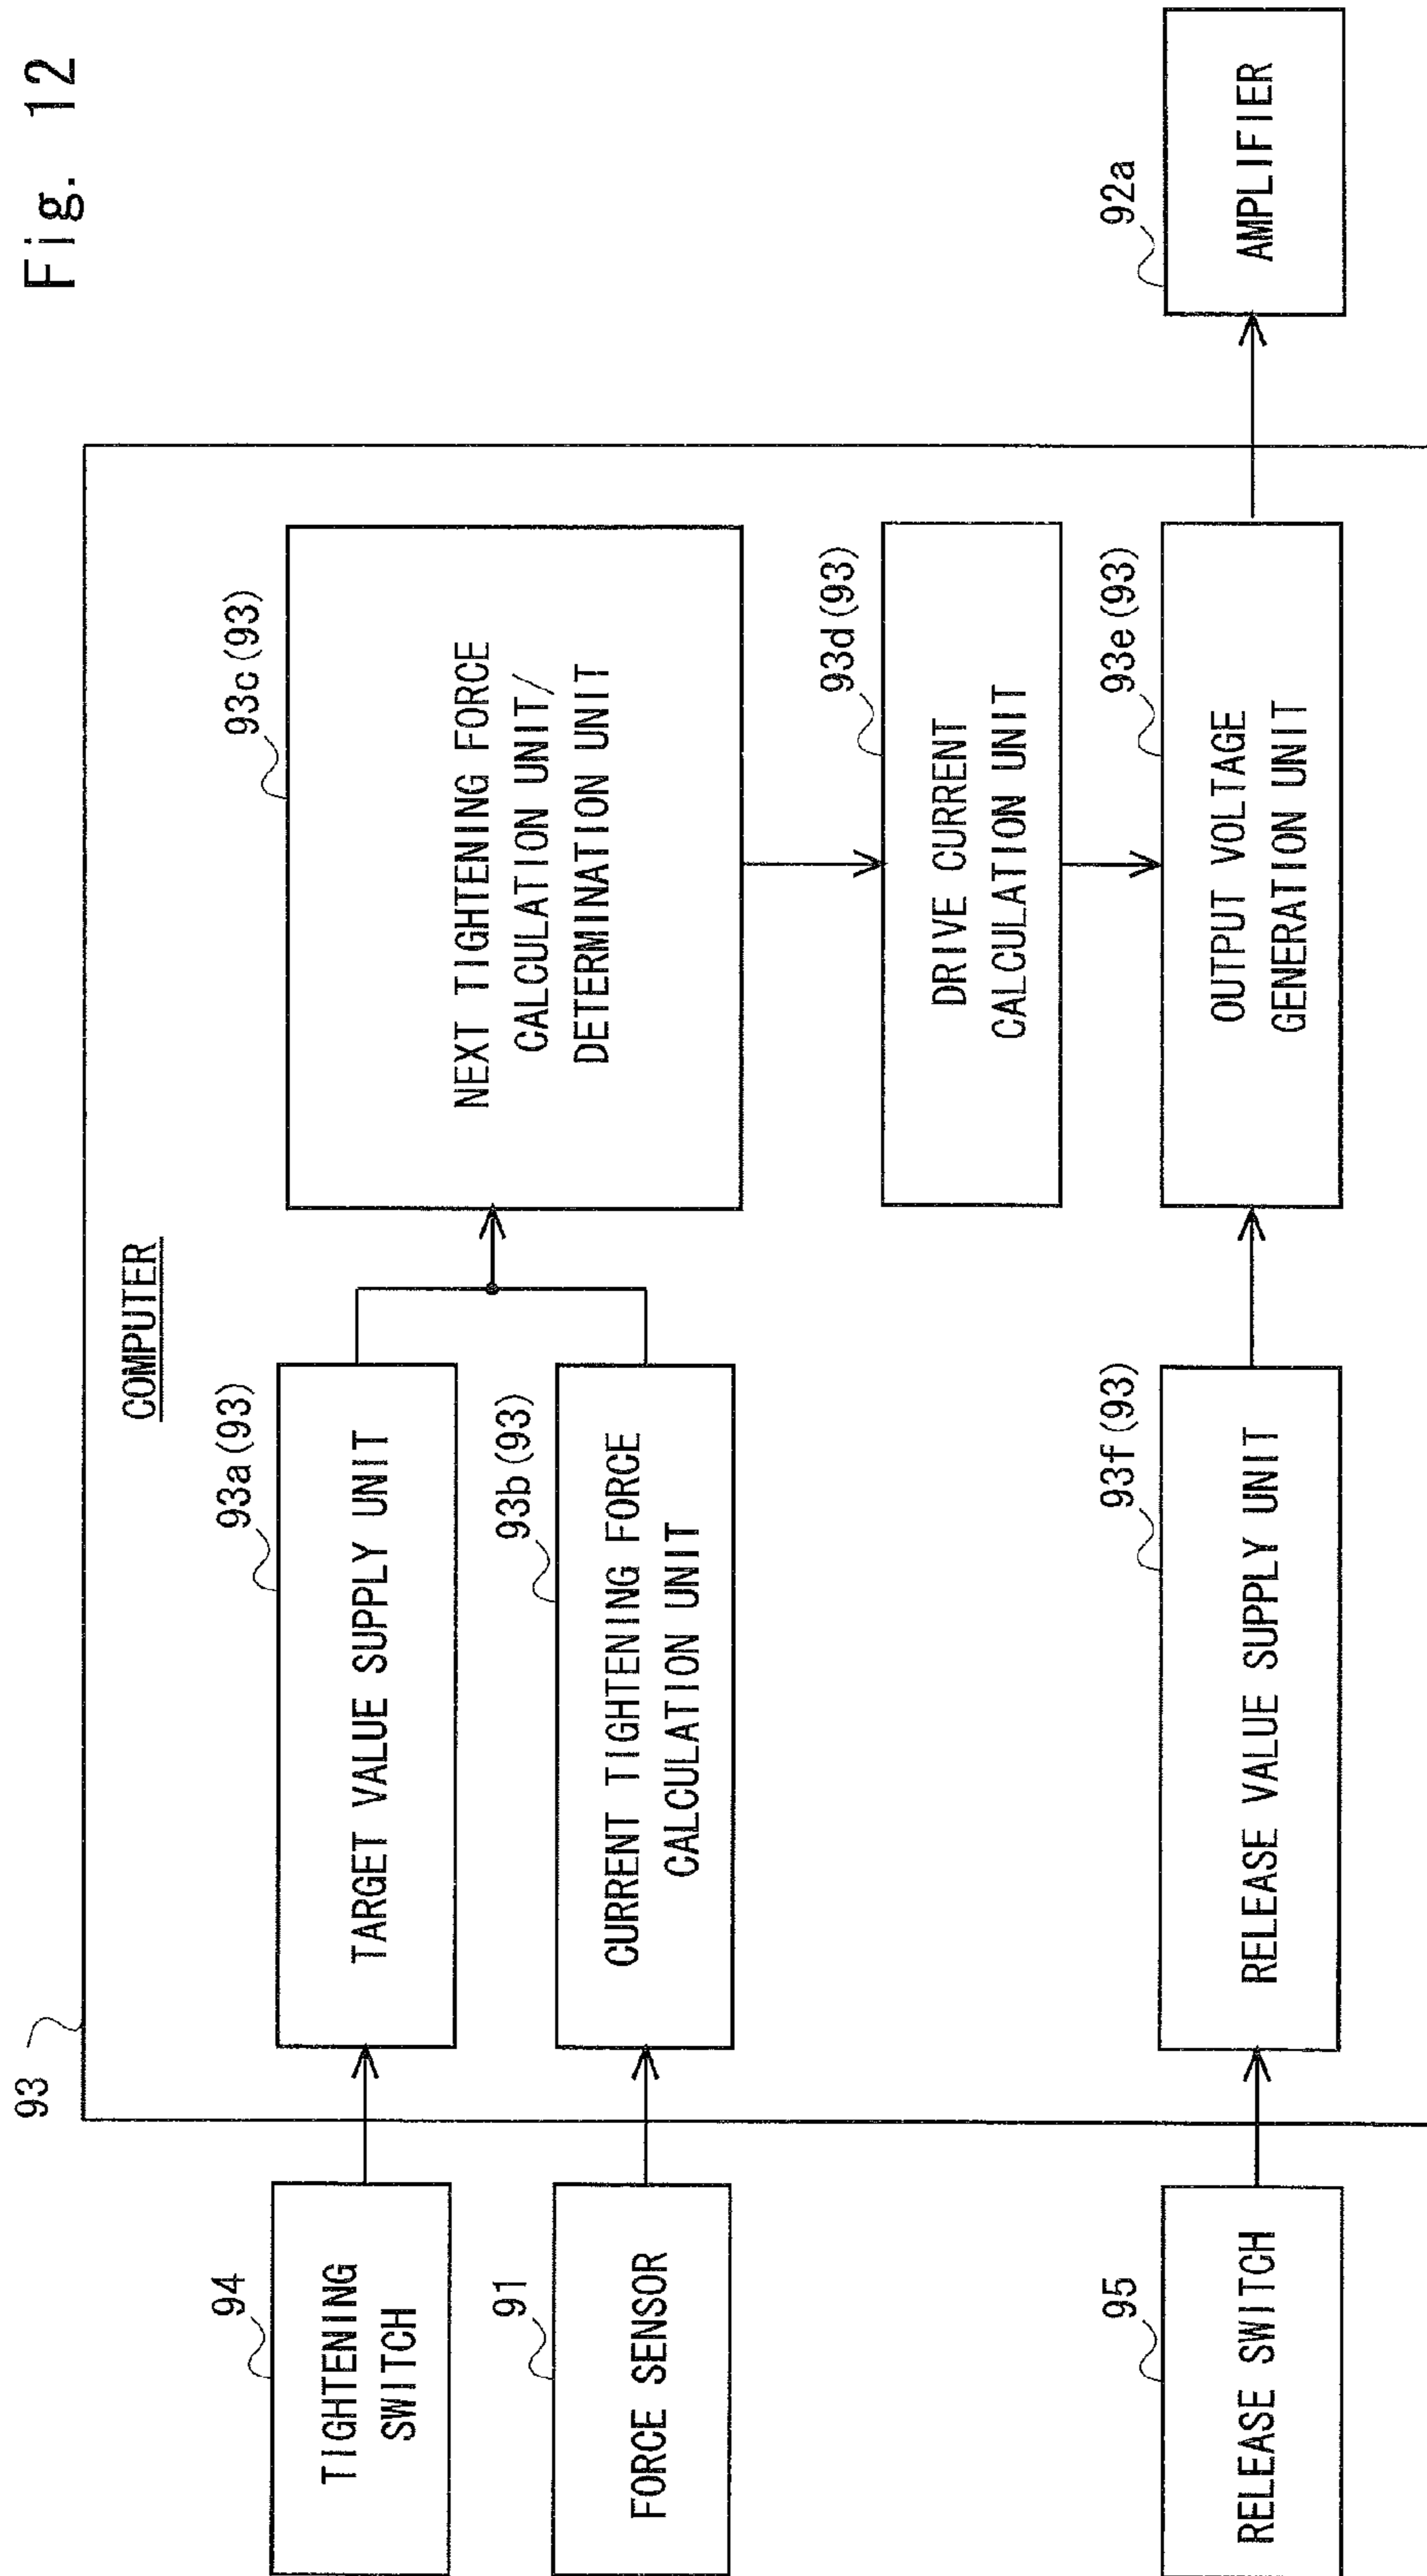 Fig. 12
93
COMPUTER
94
TIGHTENING
SWITCH
93a(93)
TARGET VALUE SUPPLY UNIT
93c(93)
NEXT TIGHTENING FORCE
CALCULATION UNIT/
DETERMINATION UNIT
91
FORCE SENSOR
93b(93)
CURRENT TIGHTENING FORCE
CALCULATION UNIT
93d(93)
DRIVE CURRENT
CALCULATION UNIT
95
RELEASE SWITCH
93f(93)
RELEASE VALUE SUPPLY UNIT
93e(93)
OUTPUT VOLTAGE
GENERATION UNIT
92a
AMPLIFIER